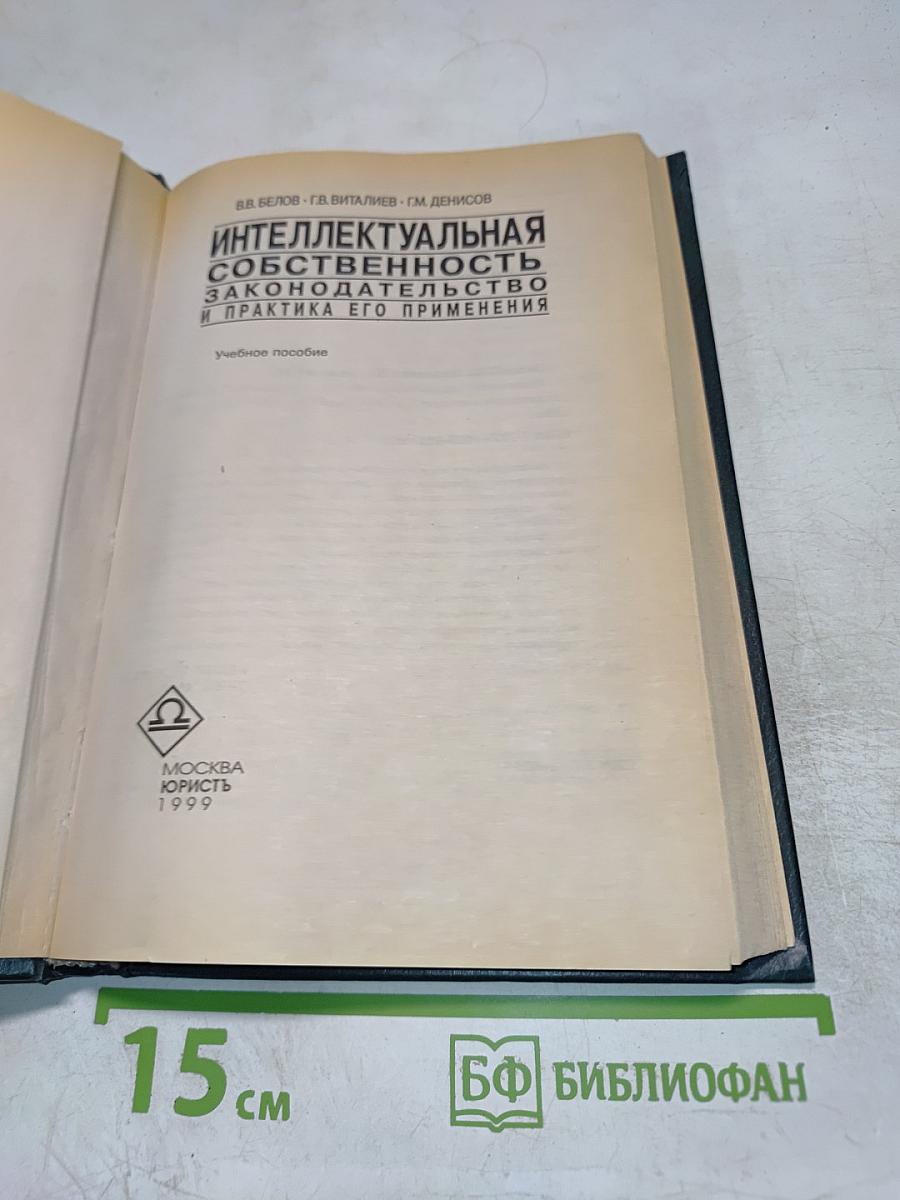 В.В. БЕЛОВ · Г.В. ВИТАЛИЕВ · Г.М. ДЕНИСОВ
ИНТЕЛЛЕКТУАЛЬНАЯ
СОБСТВЕННОСТЬ
ЗАКОНОДАТЕЛЬСТВО
И ПРАКТИКА ЕГО ПРИМЕНЕНИЯ
Учебное пособие
МОСКВА
ЮРИСТЪ
1999
15 см
БФ БИБЛИОФАН